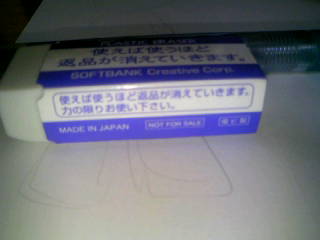 PLASTIC ERASER
使えば使うほど
返品が消えていきます。
SOFTBANK Creative Corp.
使えば使うほど返品が消えていきます。
力の限りお使い下さい。
MADE IN JAPAN NOT FOR SALE